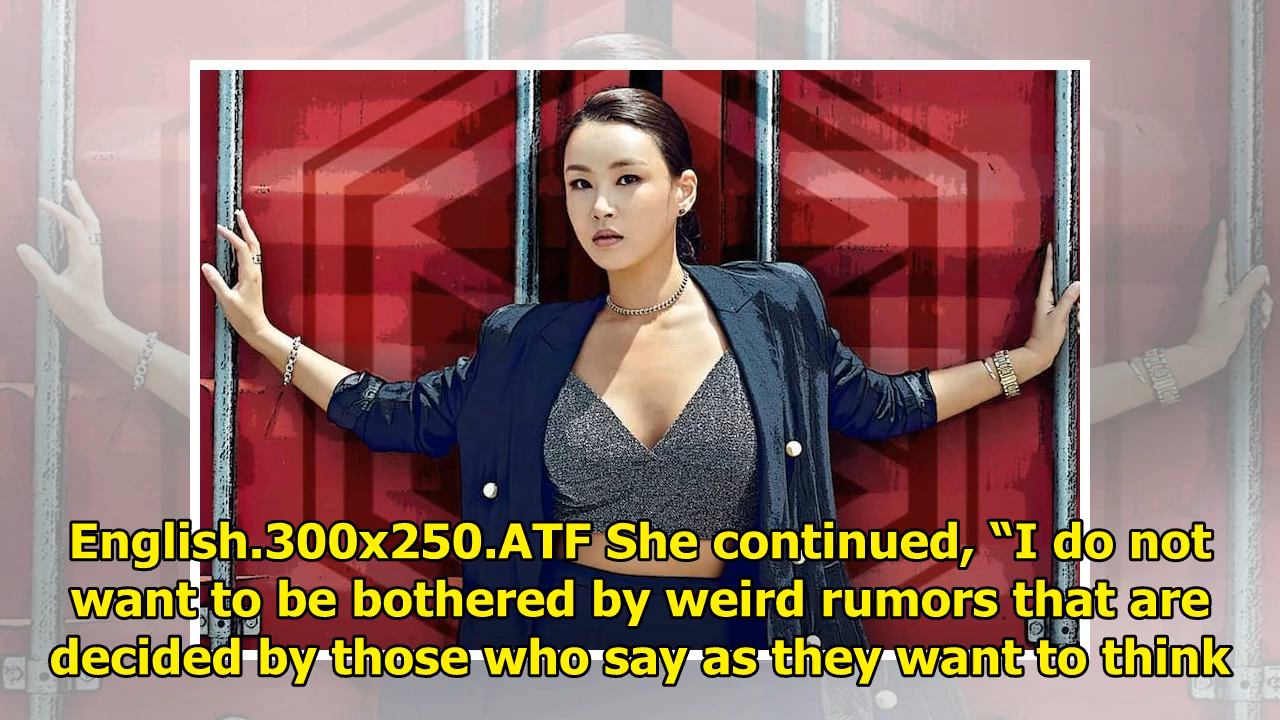 English.300x250.ATF She continued, “I do not
want to be bothered by weird rumors that are
decided by those who say as they want to think